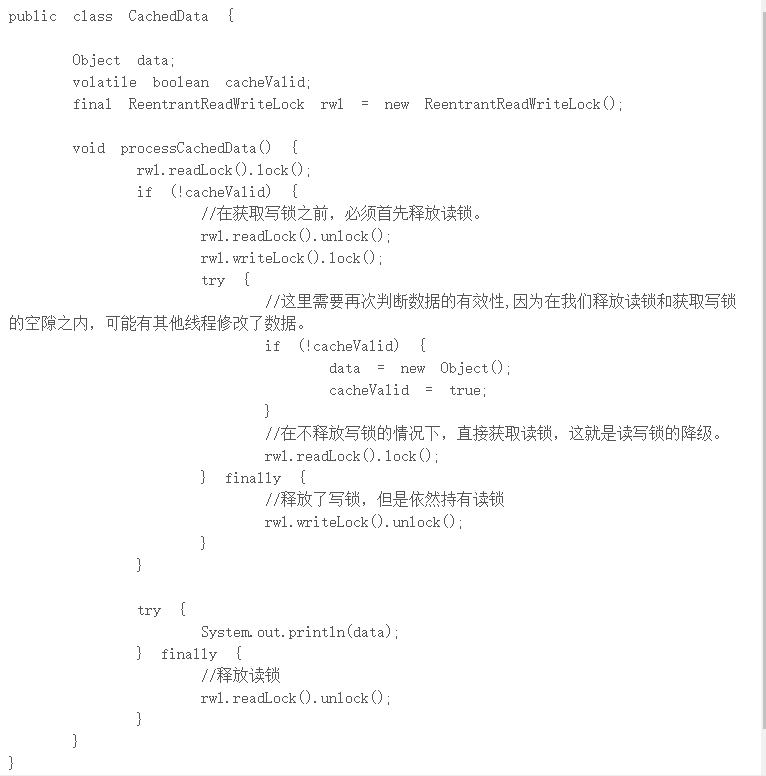 public class CachedData {
Object data;
volatile boolean cacheValid;
final ReentrantReadWriteLock rwl = new ReentrantReadWriteLock();
void processCachedData() {
rwl.readLock().lock();
if (!cacheValid) {
//在获取写锁之前，必须首先释放读锁。
rwl.readLock().unlock();
rwl.writeLock().lock();
try {
//这里需要再次判断数据的有效性,因为在我们释放读锁和获取写锁
的空隙之内，可能有其他线程修改了数据。
if (!cacheValid) {
data = new Object();
cacheValid = true;
}
//在不释放写锁的情况下，直接获取读锁，这就是读写锁的降级。
rwl.readLock().lock();
} finally {
//释放了写锁，但是依然持有读锁
rwl.writeLock().unlock();
}
}
try {
System.out.println(data);
} finally {
//释放读锁
rwl.readLock().unlock();
}
}
}